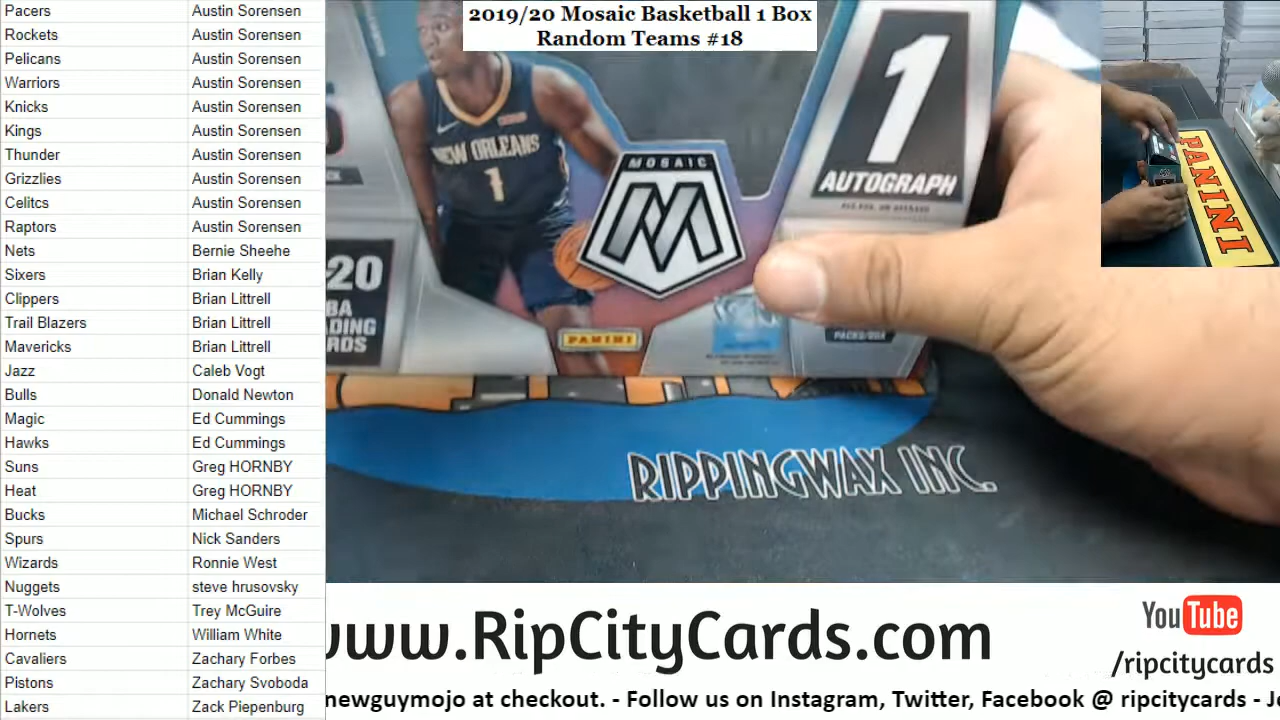 Pacers Austin Sorensen
Rockets Austin Sorensen
Pelicans Austin Sorensen
Warriors Austin Sorensen
Knicks Austin Sorensen
Kings Austin Sorensen
Thunder Austin Sorensen
Grizzlies Austin Sorensen
Celitcs Austin Sorensen
Raptors Austin Sorensen
Nets Bernie Sheehe
Sixers Brian Kelly
Clippers Brian Littrell
Trail Blazers Brian Littrell
Mavericks Brian Littrell
Jazz Caleb Vogt
Bulls Donald Newton
Magic Ed Cummings
Hawks Ed Cummings
Suns Greg HORNBY
Heat Greg HORNBY
Bucks Michael Schroder
Spurs Nick Sanders
Wizards Ronnie West
Nuggets steve hrusovsky
T-Wolves Trey McGuire
Hornets William White
Cavaliers Zachary Forbes
Pistons Zachary Svoboda
Lakers Zack Piepenburg
2019/20 Mosaic Basketball 1 Box
Random Teams #18
NEW ORLEANS
1
MOSAIC
M
PANINI
1
AUTOGRAPH
20
PACKS/BOX
PANINI
RIPPINGWAX INC.
www.RipCityCards.com
YouTube
/ripcitycards
newguymojo at checkout. - Follow us on Instagram, Twitter, Facebook @ ripcitycards -